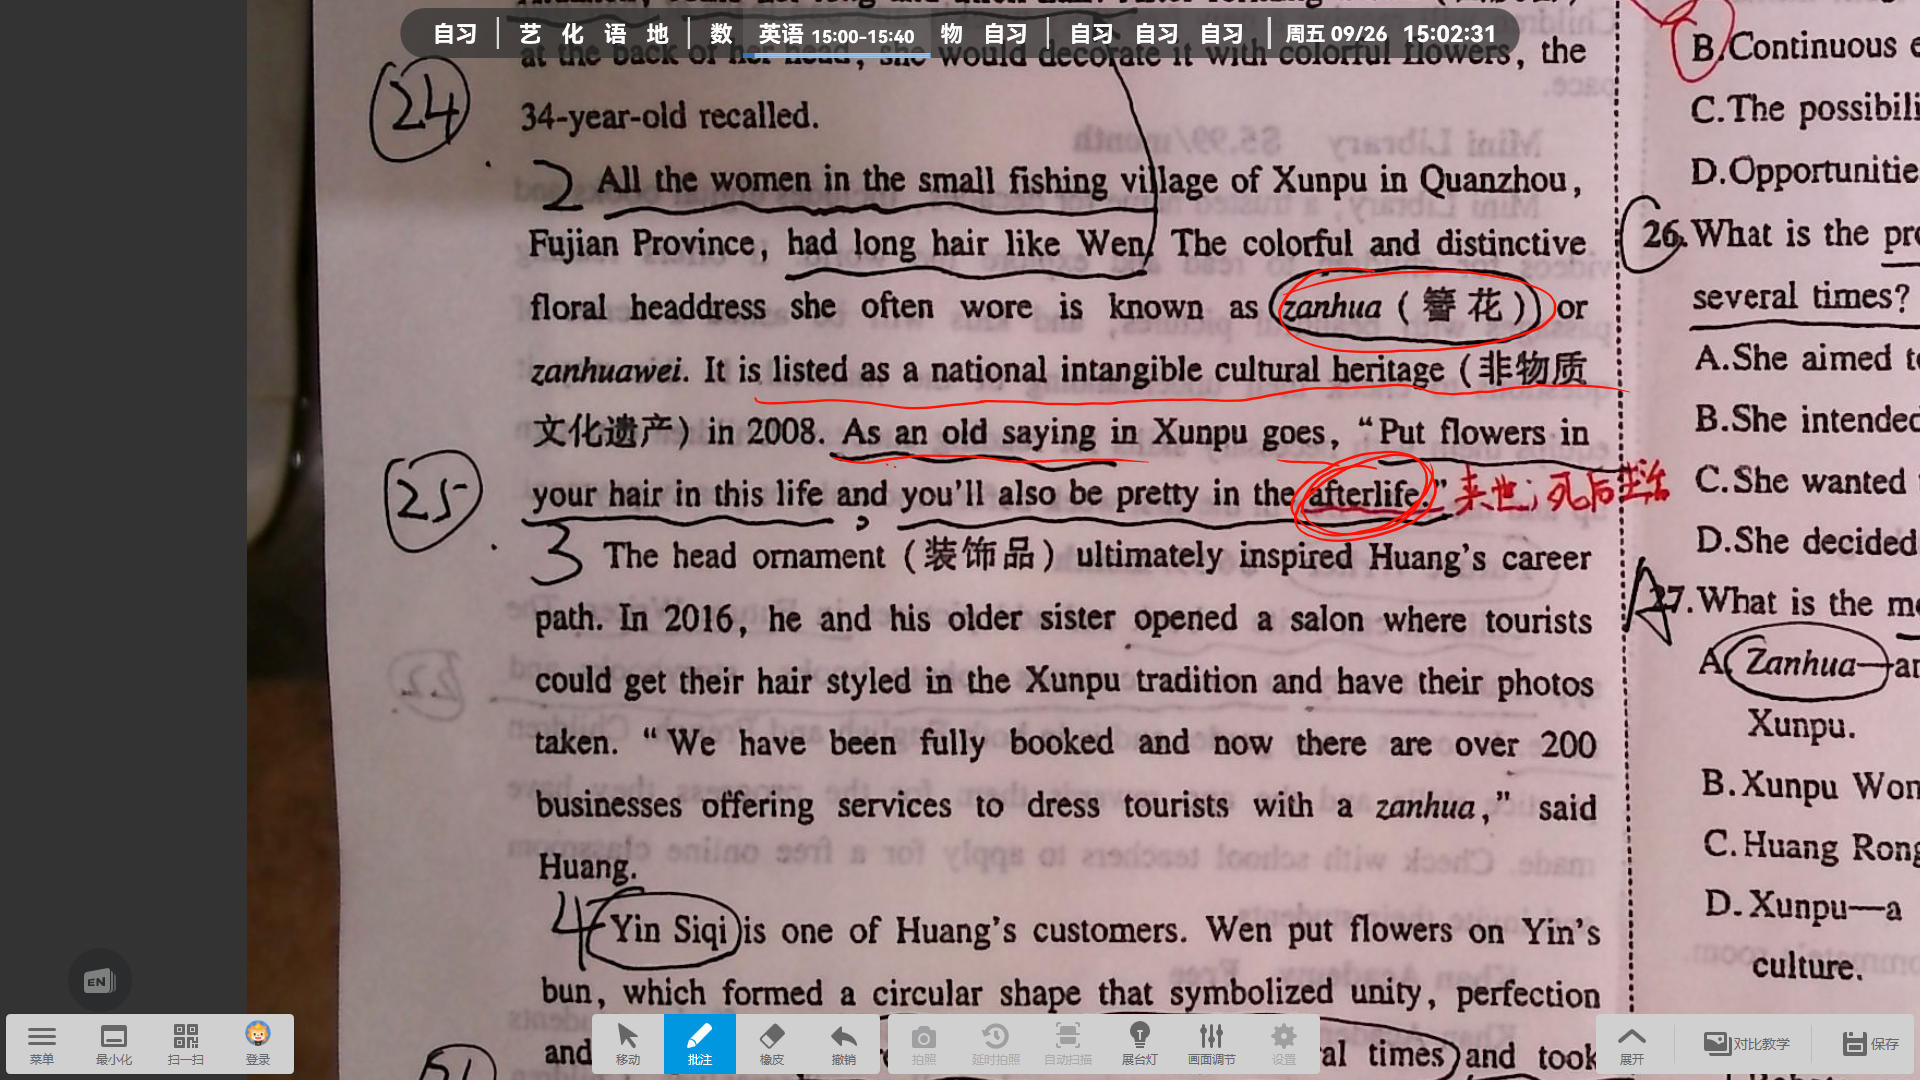 自习 | 艺 化 语 地 | 数 英语 15:00-15:40 物 自习 | 自习 自习 自习 | 周五 09/26 15:02:31
at the back of her head, she would decorate it with colorful flowers, the
34-year-old recalled.
24
2 All the women in the small fishing village of Xunpu in Quanzhou,
Fujian Province, had long hair like Wen. The colorful and distinctive
floral headdress she often wore is known as zanhua (簪花) or
zanhuawei. It is listed as a national intangible cultural heritage (非物质
文化遗产) in 2008. As an old saying in Xunpu goes, “Put flowers in
25
your hair in this life and you’ll also be pretty in the afterlife.” 来世; 死后生活
3 The head ornament (装饰品) ultimately inspired Huang’s career
path. In 2016, he and his older sister opened a salon where tourists
could get their hair styled in the Xunpu tradition and have their photos
taken. “We have been fully booked and now there are over 200
businesses offering services to dress tourists with a zanhua,” said
Huang.
4 Yin Siqi is one of Huang’s customers. Wen put flowers on Yin’s
bun, which formed a circular shape that symbolized unity, perfection
and
al times) and took
B.Continuous e
C.The possibili
D.Opportunitie
26.What is the pr
several times?
A.She aimed t
B.She intended
C.She wanted
D.She decided
A
27.What is the m
A.Zanhua—ar
Xunpu.
B.Xunpu Won
C.Huang Rong
D.Xunpu—a
culture.
EN
菜单 最小化 扫一扫 登录
移动 批注 橡皮 撤销 拍照 延时拍照 自动扫描 展台灯 画面调节 设置
展开 对比教学 保存